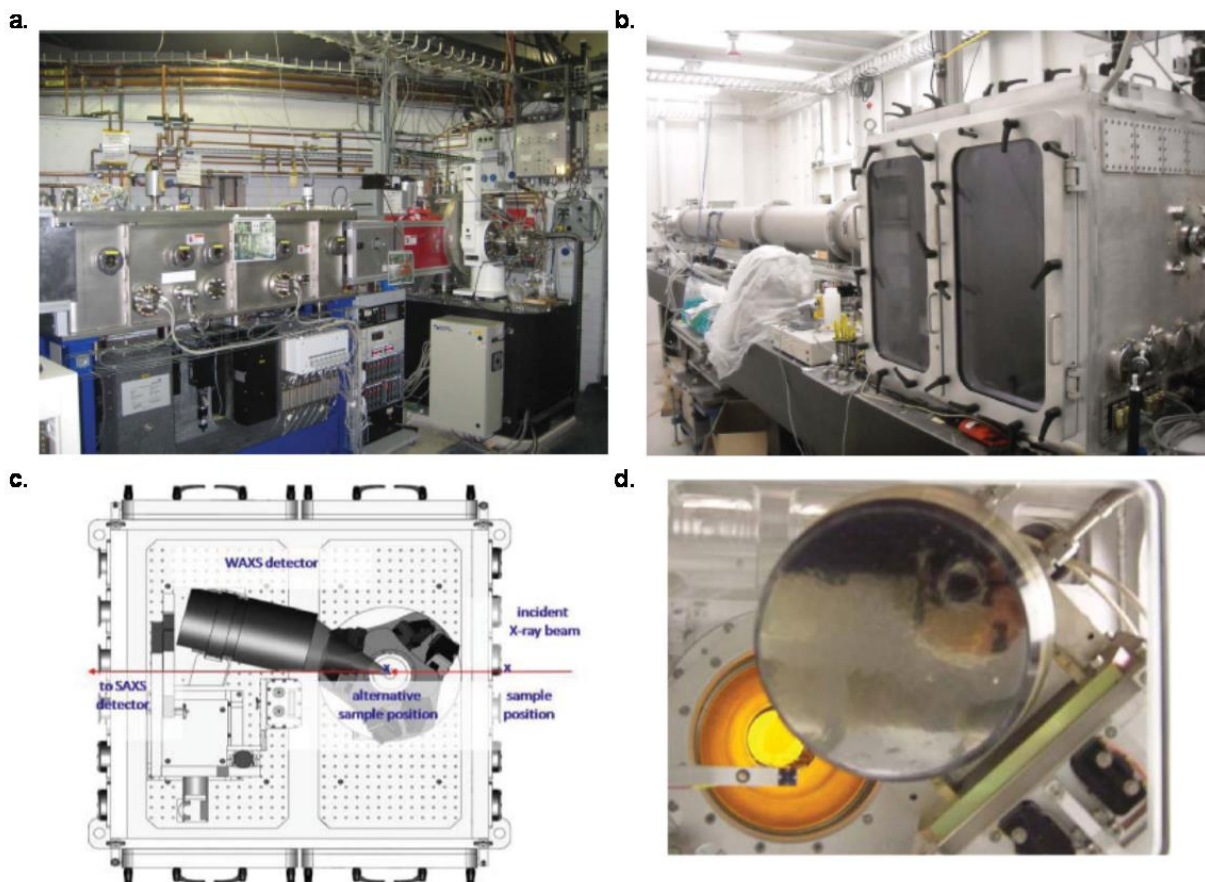 a.
b.
c.
d.
WAXS detector
incident
X-ray beam
x
x
to SAXS
detector
alternative
sample position
sample
position